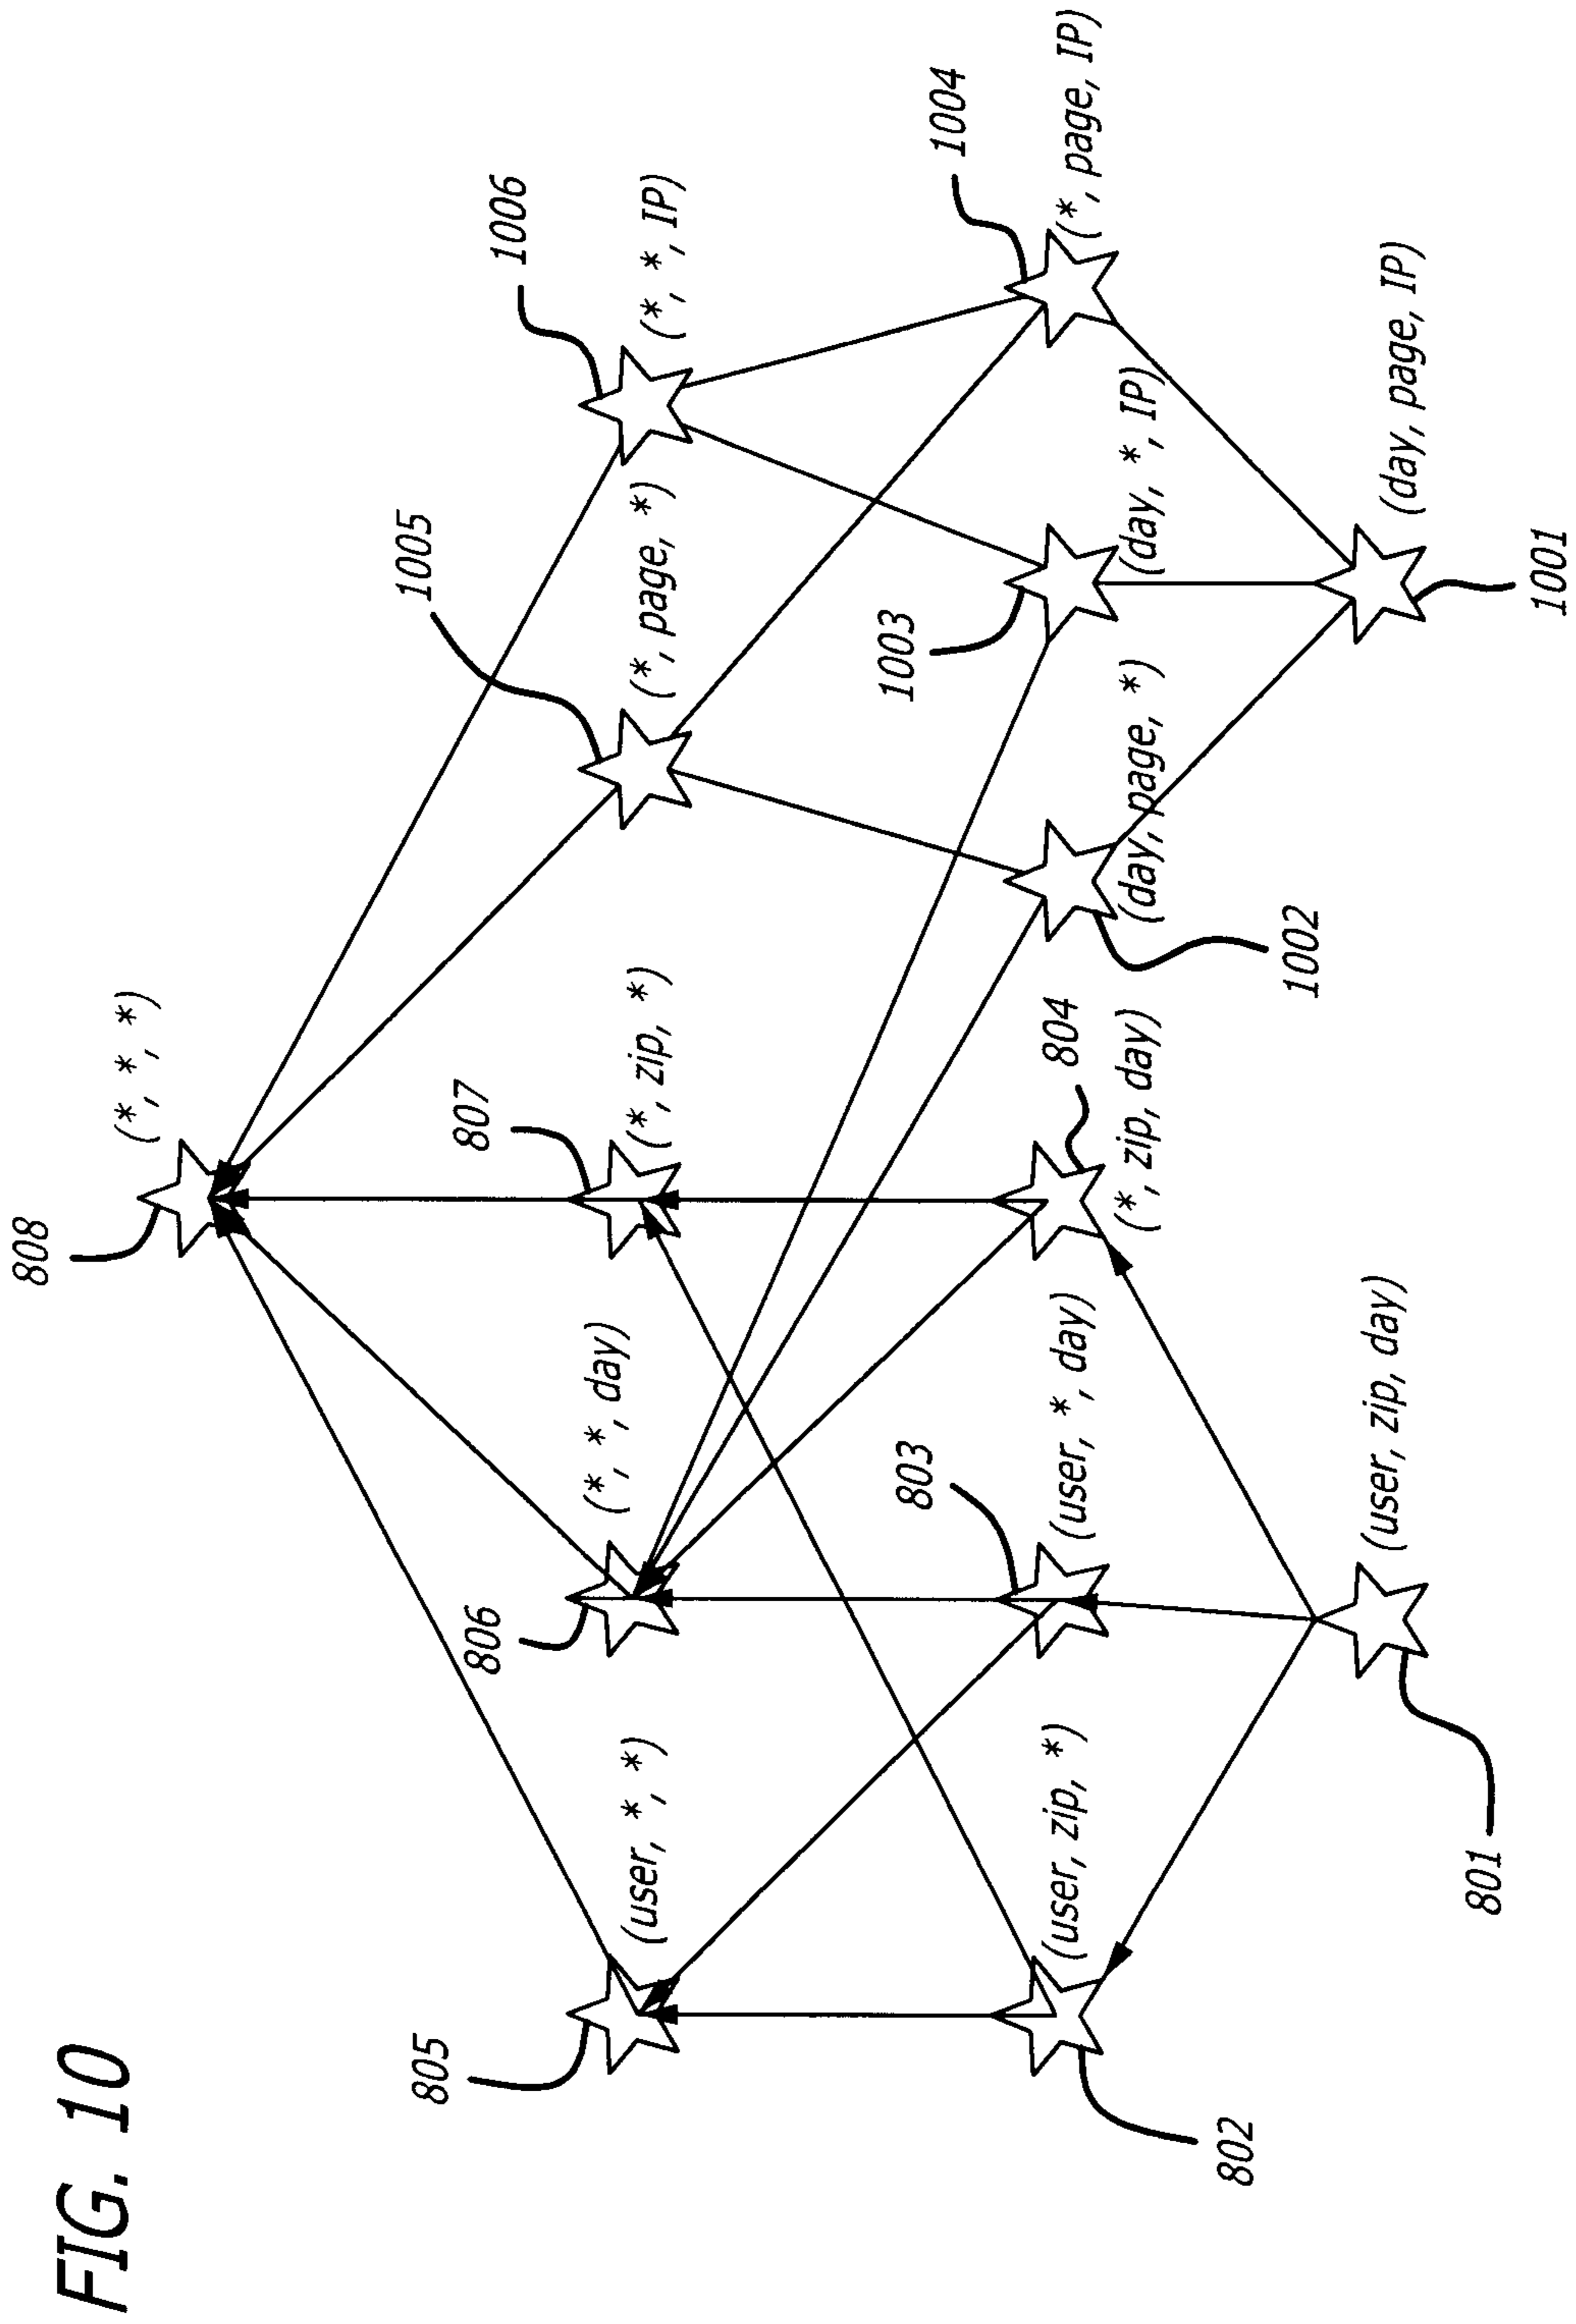 FIG. 10
808
(*, *, *)
805
(user, *, *)
806
(*, *, day)
807
(*, zip, *)
1005
(*, page, *)
1006
(*, *, IP)
802
(user, zip, *)
803
(user, *, day)
804
(*, zip, day)
1002
(day, page, *)
1003
(day, *, IP)
1004
(*, page, IP)
801
(user, zip, day)
1001
(day, page, IP)